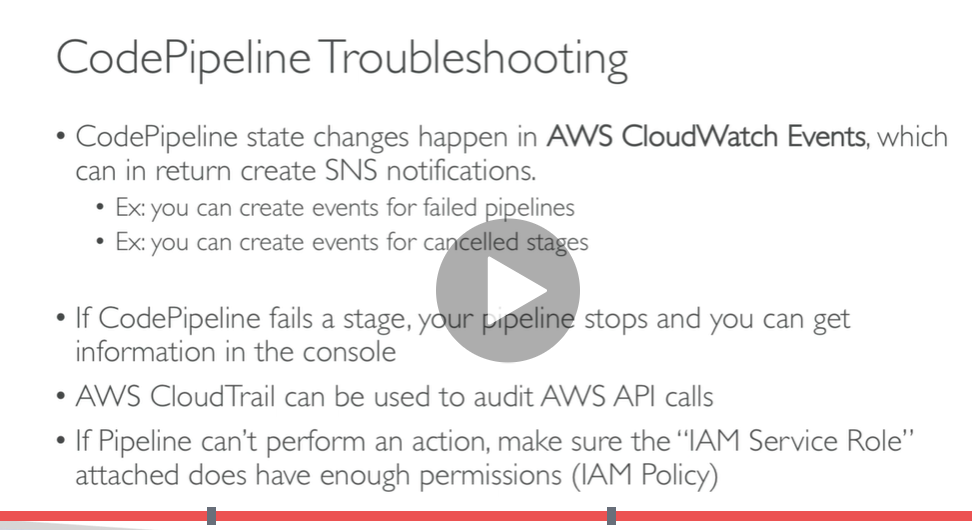 CodePipeline Troubleshooting
• CodePipeline state changes happen in AWS CloudWatch Events, which
can in return create SNS notifications.
• Ex: you can create events for failed pipelines
• Ex: you can create events for cancelled stages
• If CodePipeline fails a stage, your pipeline stops and you can get
information in the console
• AWS CloudTrail can be used to audit AWS API calls
• If Pipeline can’t perform an action, make sure the “IAM Service Role”
attached does have enough permissions (IAM Policy)